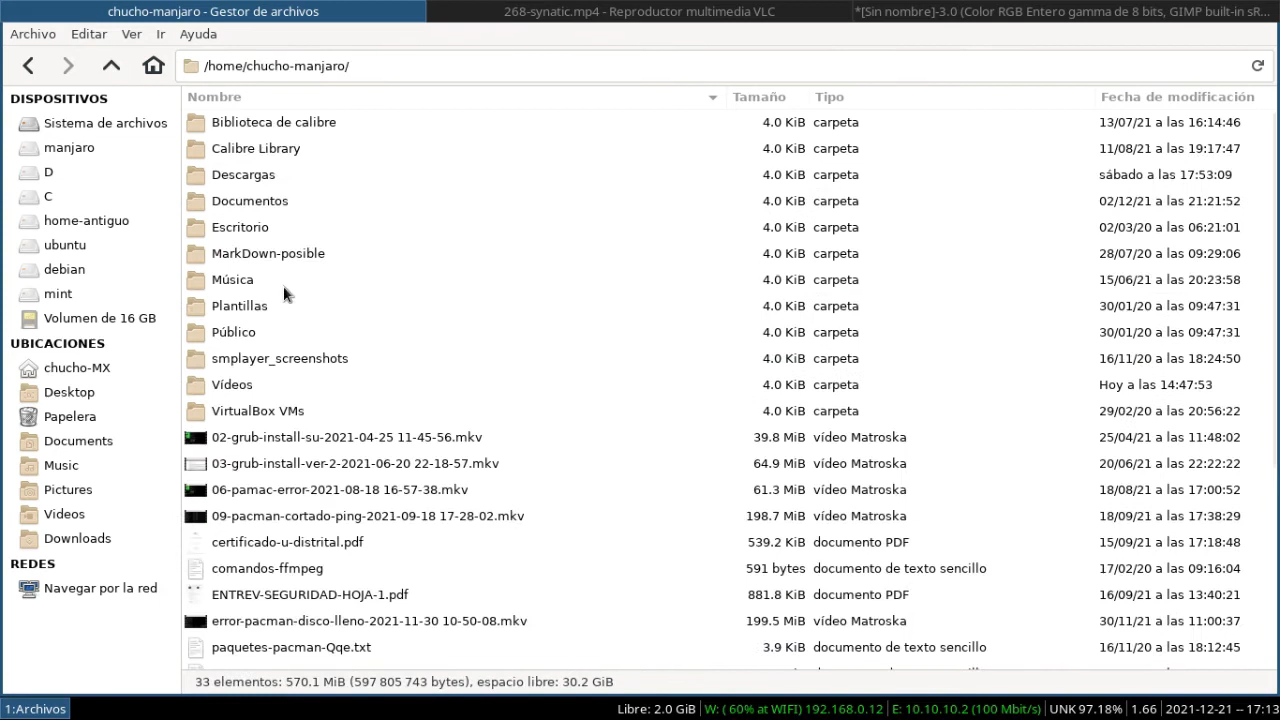 chucho-manjaro - Gestor de archivos 268-synatic.mp4 - Reproductor multimedia VLC *[Sin nombre]-3.0 (Color RGB Entero gamma de 8 bits, GIMP built-in sR...
Archivo Editar Ver Ir Ayuda
/home/chucho-manjaro/
DISPOSITIVOS
Sistema de archivos
manjaro
D
C
home-antiguo
ubuntu
debian
mint
Volumen de 16 GB
UBICACIONES
chucho-MX
Desktop
Papelera
Documents
Music
Pictures
Videos
Downloads
REDES
Navegar por la red
Nombre Tamaño Tipo Fecha de modificación
Biblioteca de calibre 4.0 KiB carpeta 13/07/21 a las 16:14:46
Calibre Library 4.0 KiB carpeta 11/08/21 a las 19:17:47
Descargas 4.0 KiB carpeta sábado a las 17:53:09
Documentos 4.0 KiB carpeta 02/12/21 a las 21:21:52
Escritorio 4.0 KiB carpeta 02/03/20 a las 06:21:01
MarkDown-posible 4.0 KiB carpeta 28/07/20 a las 09:29:06
Música 4.0 KiB carpeta 15/06/21 a las 20:23:58
Plantillas 4.0 KiB carpeta 30/01/20 a las 09:47:31
Público 4.0 KiB carpeta 30/01/20 a las 09:47:31
smplayer_screenshots 4.0 KiB carpeta 16/11/20 a las 18:24:50
Vídeos 4.0 KiB carpeta Hoy a las 14:47:53
VirtualBox VMs 4.0 KiB carpeta 29/02/20 a las 20:56:22
02-grub-install-su-2021-04-25 11-45-56.mkv 39.8 MiB vídeo Matroska 25/04/21 a las 11:48:02
03-grub-install-ver-2-2021-06-20 22-18-57.mkv 64.9 MiB vídeo Matroska 20/06/21 a las 22:22:22
06-pamac-error-2021-08-18 16-57-38.mkv 61.3 MiB vídeo Matroska 18/08/21 a las 17:00:52
09-pacman-cortado-ping-2021-09-18 17-28-02.mkv 198.7 MiB vídeo Matroska 18/09/21 a las 17:38:29
certificado-u-distrital.pdf 539.2 KiB documento PDF 15/09/21 a las 17:18:48
comandos-ffmpeg 591 bytes documento de texto sencillo 17/02/20 a las 09:16:04
ENTREV-SEGURIDAD-HOJA-1.pdf 881.8 KiB documento PDF 16/09/21 a las 13:40:21
error-pacman-disco-lleno-2021-11-30 10-50-08.mkv 199.5 MiB vídeo Matroska 30/11/21 a las 11:00:37
paquetes-pacman-Qqe.txt 3.9 KiB documento de texto sencillo 16/11/20 a las 18:12:45
33 elementos: 570.1 MiB (597 805 743 bytes), espacio libre: 30.2 GiB
1:Archivos Libre: 2.0 GiB W: ( 60% at WIFI) 192.168.0.12 E: 10.10.10.2 (100 Mbit/s) UNK 97.18% 1.66 2021-12-21 -- 17:13